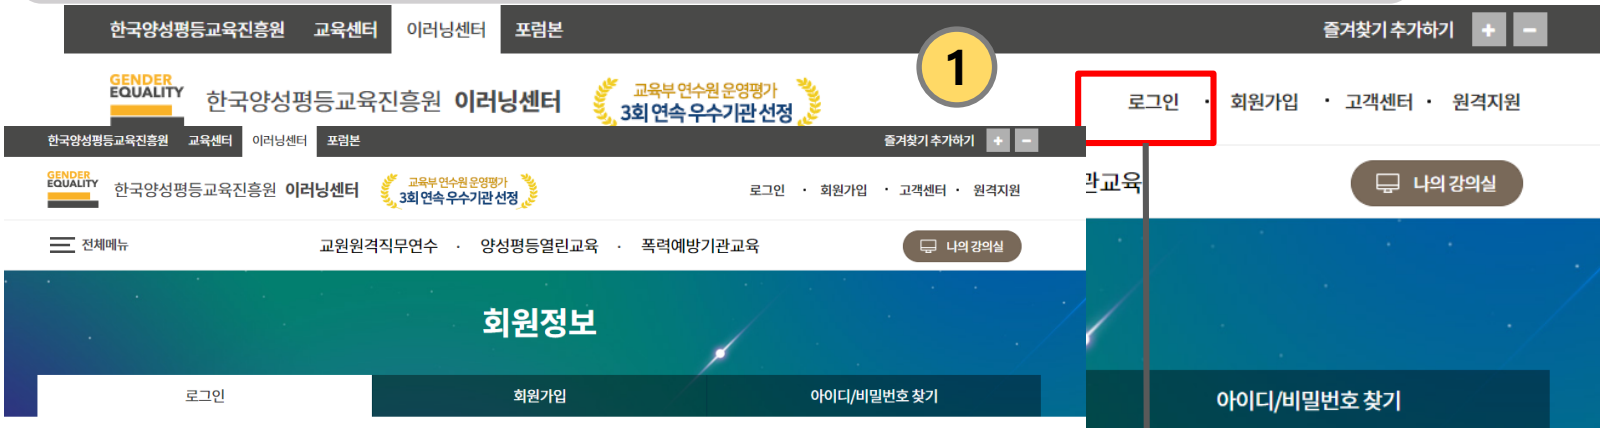 한국양성평등교육진흥원 교육센터 이러닝센터 포럼본 즐겨찾기 추가하기 + −
1
GENDER
EQUALITY
한국양성평등교육진흥원 이러닝센터
교육부 연수원 운영평가
3회 연속 우수기관 선정
로그인 · 회원가입 · 고객센터 · 원격지원
한국양성평등교육진흥원 교육센터 이러닝센터 포럼본 즐겨찾기 추가하기 + −
GENDER
EQUALITY
한국양성평등교육진흥원 이러닝센터
교육부 연수원 운영평가
3회 연속 우수기관 선정
로그인 · 회원가입 · 고객센터 · 원격지원
관교육 나의 강의실
전체메뉴 교원원격직무연수 · 양성평등열린교육 · 폭력예방기관교육 나의 강의실
회원정보
로그인 회원가입 아이디/비밀번호 찾기
아이디/비밀번호 찾기